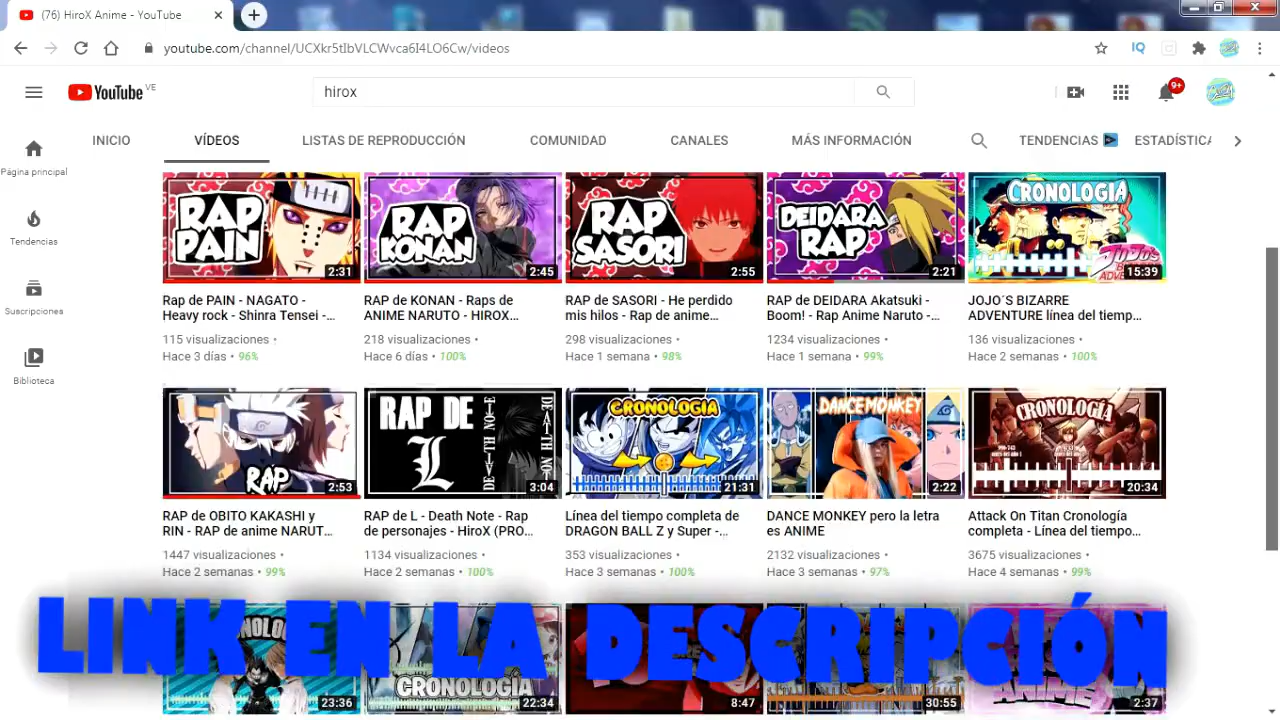 (76) HiroX Anime - YouTube
youtube.com/channel/UCXkr5tIbVLCWvca6I4LO6Cw/videos
IQ
YouTube VE
hirox
9+
INICIO
VÍDEOS
LISTAS DE REPRODUCCIÓN
COMUNIDAD
CANALES
MÁS INFORMACIÓN
TENDENCIAS
ESTADÍSTICA
Página principal
Tendencias
Suscripciones
Biblioteca
RAP PAIN
2:31
Rap de PAIN - NAGATO -
Heavy rock - Shinra Tensei -...
115 visualizaciones •
Hace 3 días • 96%
RAP KONAN
2:45
RAP de KONAN - Raps de
ANIME NARUTO - HIROX...
218 visualizaciones •
Hace 6 días • 100%
RAP SASORI
2:55
RAP de SASORI - He perdido
mis hilos - Rap de anime...
298 visualizaciones •
Hace 1 semana • 98%
DEIDARA RAP
2:21
RAP de DEIDARA Akatsuki -
Boom! - Rap Anime Naruto -...
1234 visualizaciones •
Hace 1 semana • 99%
CRONOLOGIA
JOJO'S
15:39
JOJO´S BIZARRE
ADVENTURE línea del tiemp...
136 visualizaciones •
Hace 2 semanas • 100%
RAP
2:53
RAP de OBITO KAKASHI y
RIN - RAP de anime NARUT...
1447 visualizaciones •
Hace 2 semanas • 99%
RAP DE
L
DEATH NO
3:04
RAP de L - Death Note - Rap
de personajes - HiroX (PRO...
1134 visualizaciones •
Hace 2 semanas • 100%
CRONOLOGÍA
21:31
Línea del tiempo completa de
DRAGON BALL Z y Super -...
353 visualizaciones •
Hace 3 semanas • 100%
DANCE MONKEY
2:22
DANCE MONKEY pero la letra
es ANIME
2132 visualizaciones •
Hace 3 semanas • 97%
CRONOLOGÍA
20:34
Attack On Titan Cronología
completa - Línea del tiempo...
3675 visualizaciones •
Hace 4 semanas • 99%
LINK EN LA DESCRIPCIÓN
23:36
CRONOLOGÍA
22:34
8:47
30:55
ANIME
2:37